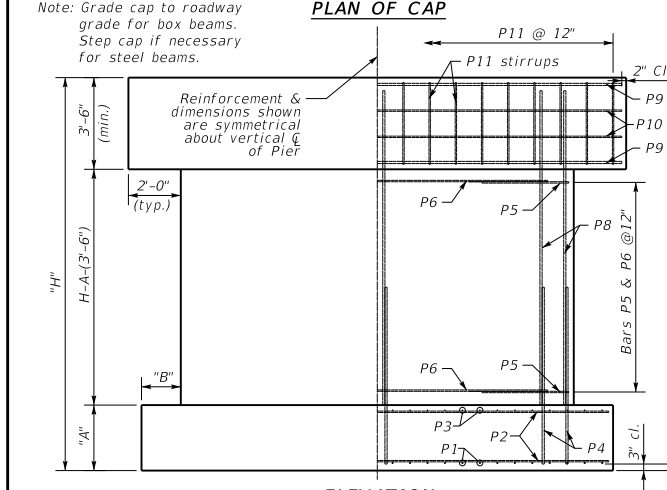 Note: Grade cap to roadway
grade for box beams.
Step cap if necessary
for steel beams.
PLAN OF CAP
P11 @ 12"
P11 stirrups
2" Cl
Reinforcement &
dimensions shown
are symmetrical
about vertical ℄
of Pier
P9
P10
P9
3'-6"
(min.)
2'-0"
(typ.)
P6
P5
P8
"H"
H-A-(3'-6")
Bars P5 & P6 @12"
P6
P5
"B"
"A"
P3
P2
P1
P4
3" cl.
ELEVATION